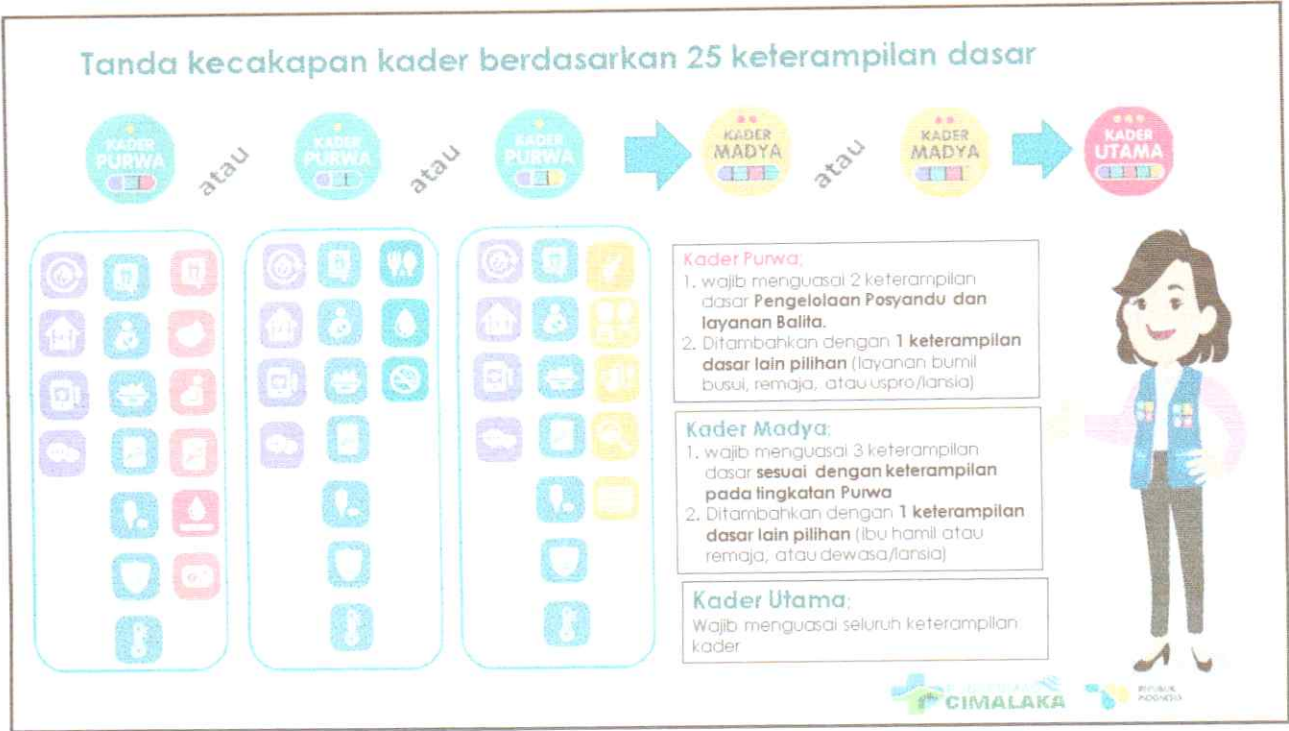 Tanda kecakapan kader berdasarkan 25 keterampilan dasar
KADER
PURWA
atau
KADER
PURWA
atau
KADER
PURWA
KADER
MADYA
atau
KADER
MADYA
KADER
UTAMA
Kader Purwa;
1. wajib menguasai 2 keterampilan
dasar Pengelolaan Posyandu dan
layanan Balita.
2. Ditambahkan dengan 1 keterampilan
dasar lain pilihan (layanan bumil
busui, remaja, atau uspro/lansia)
Kader Madya;
1. wajib menguasai 3 keterampilan
dasar sesuai dengan keterampilan
pada tingkatan Purwa
2. Ditambahkan dengan 1 keterampilan
dasar lain pilihan (ibu hamil atau
remaja, atau dewasa/lansia)
Kader Utama;
Wajib menguasai seluruh keterampilan
kader
CIMALAKA
REPUBLIK
INDONESIA